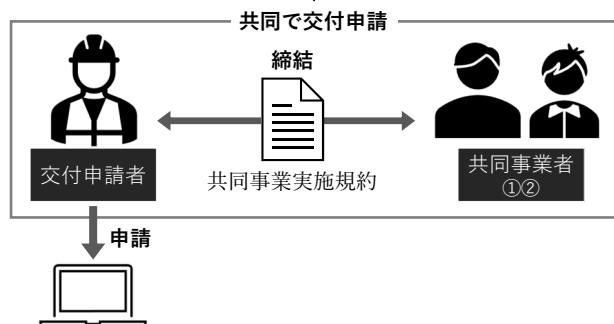 共同で交付申請
締結
交付申請者
共同事業実施規約
共同事業者
①②
申請